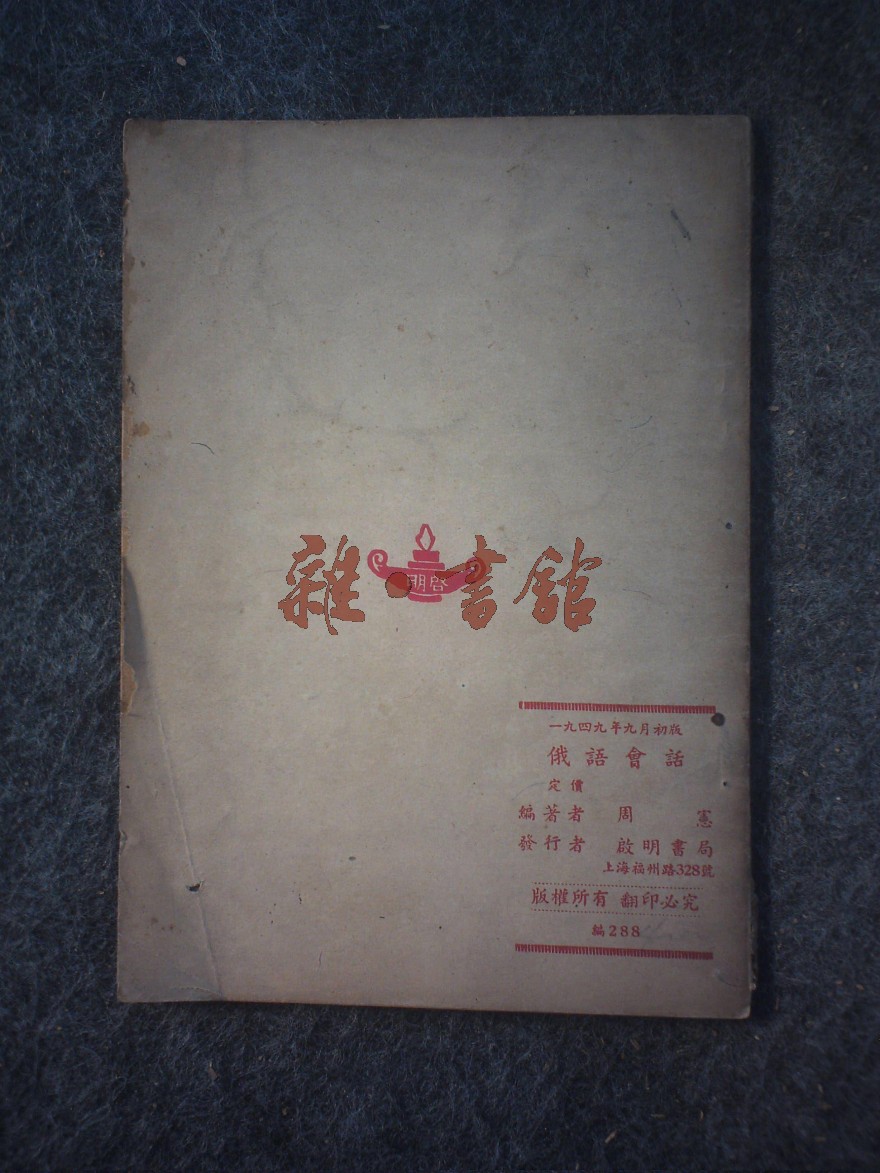 雜·書館
明啓
一九四九年九月初版
俄語會話
定價
編著者 周憲
發行者 啟明書局
上海福州路328號
版權所有 翻印必究
編288